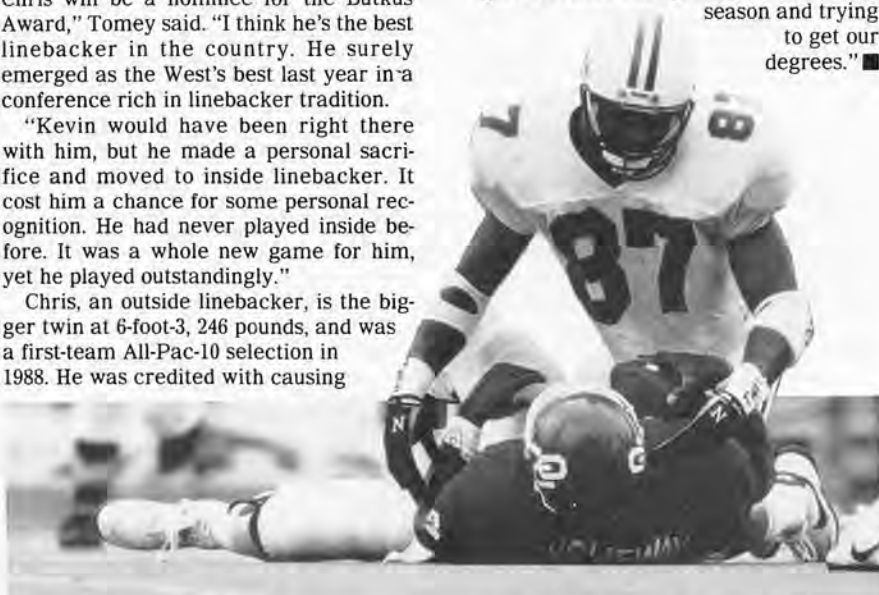 Chris will be a nominee for the Butkus
Award," Tomey said. "I think he's the best
linebacker in the country. He surely
emerged as the West's best last year in a
conference rich in linebacker tradition.
"Kevin would have been right there
with him, but he made a personal sacri-
fice and moved to inside linebacker. It
cost him a chance for some personal rec-
ognition. He had never played inside be-
fore. It was a whole new game for him,
yet he played outstandingly."
Chris, an outside linebacker, is the big-
ger twin at 6-foot-3, 246 pounds, and was
a first-team All-Pac-10 selection in
1988. He was credited with causing
season and trying
to get our
degrees."
7
87
87
N
N